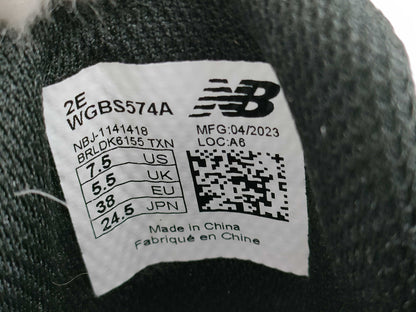 2E
WGBS574A
NB
NBJ-1141418
BRLDK6155 TXN
MFG:04/2023
LOC:A6
7.5 US
5.5 UK
38 EU
24.5 JPN
Made in China
Fabriqué en Chine